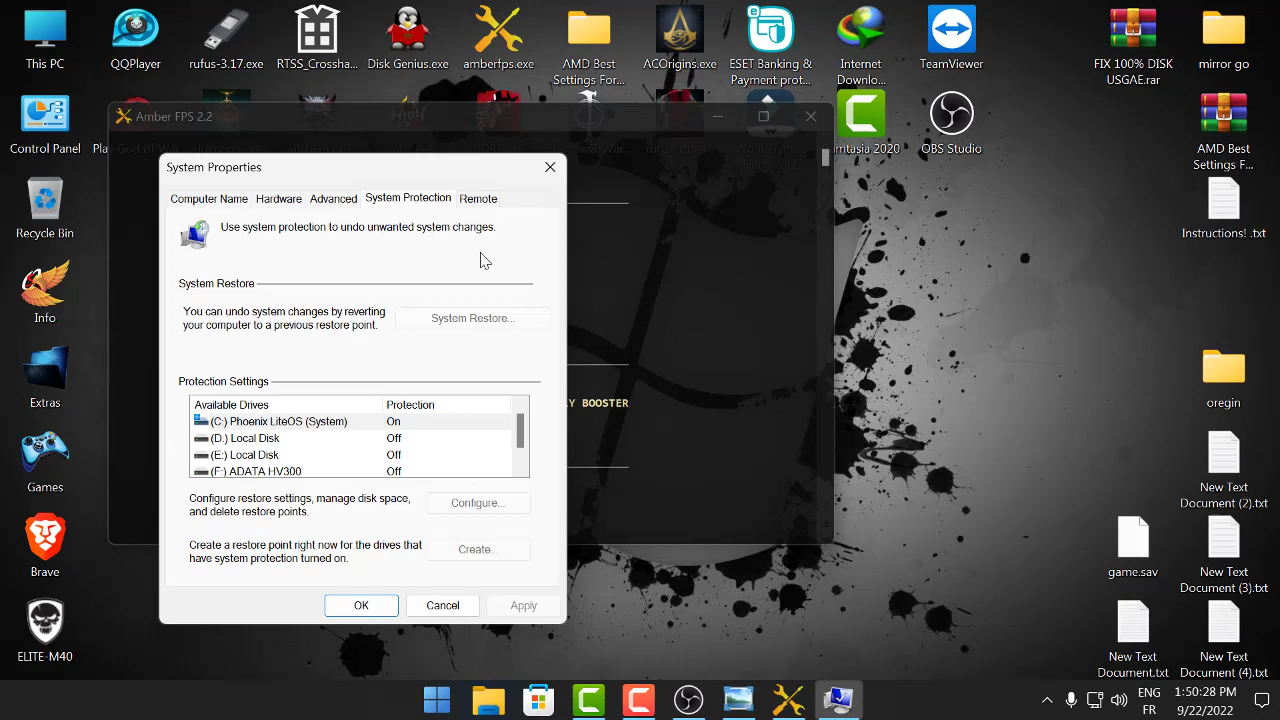 This PC
QQPlayer
rufus-3.17.exe
RTSS_Crossha...
Disk Genius.exe
amberfps.exe
AMD Best
Settings For...
ACOrigins.exe
ESET Banking &
Payment prot...
Internet
Downlo...
TeamViewer
FIX 100% DISK
USGAE.rar
mirror go
Control Panel
mtasia 2020
OBS Studio
AMD Best
Settings F...
Amber FPS 2.2
System Properties
Computer Name
Hardware
Advanced
System Protection
Remote
Use system protection to undo unwanted system changes.
System Restore
You can undo system changes by reverting
your computer to a previous restore point.
System Restore...
Protection Settings
Available Drives
Protection
(C:) Phoenix LiteOS (System)
On
(D:) Local Disk
Off
(E:) Local Disk
Off
(F:) ADATA HV300
Off
Configure restore settings, manage disk space,
and delete restore points.
Configure...
Create a restore point right now for the drives that
have system protection turned on.
Create...
OK
Cancel
Apply
Y BOOSTER
Recycle Bin
Info
Extras
Games
Brave
ELITE-M40
Instructions! .txt
oregin
New Text
Document (2).txt
game.sav
New Text
Document (3).txt
New Text
Document.txt
New Text
Document (4).txt
ENG
FR
1:50:28 PM
9/22/2022